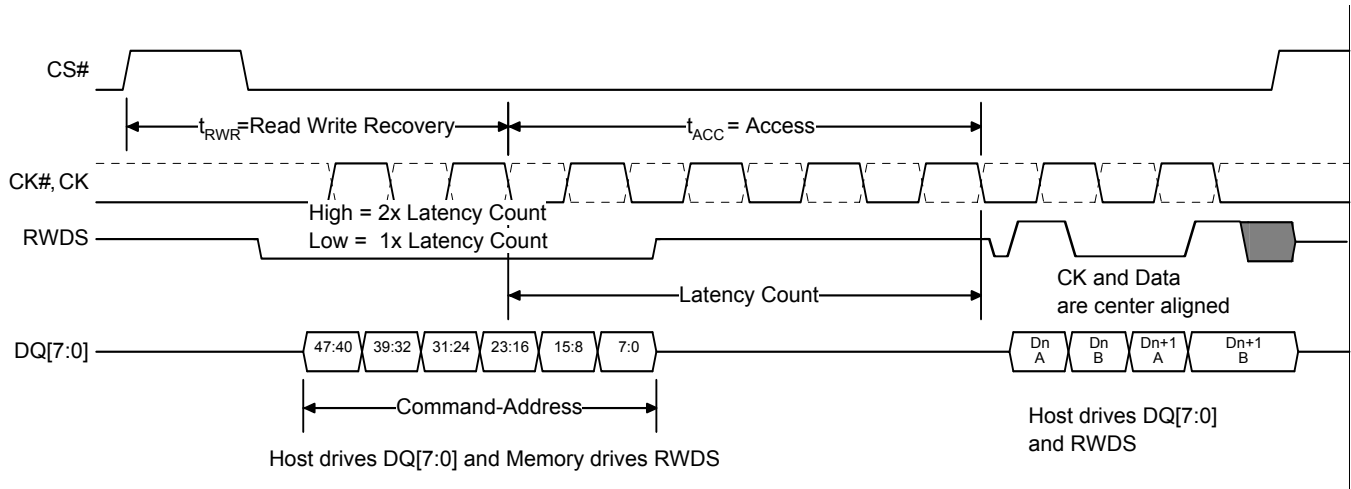 CS#
tRWR=Read Write Recovery
tACC = Access
CK#, CK
High = 2x Latency Count
Low = 1x Latency Count
RWDS
Latency Count
CK and Data
are center aligned
DQ[7:0]
47:40 39:32 31:24 23:16 15:8 7:0
Dn A
Dn B
Dn+1 A
Dn+1 B
Command-Address
Host drives DQ[7:0]
and RWDS
Host drives DQ[7:0] and Memory drives RWDS